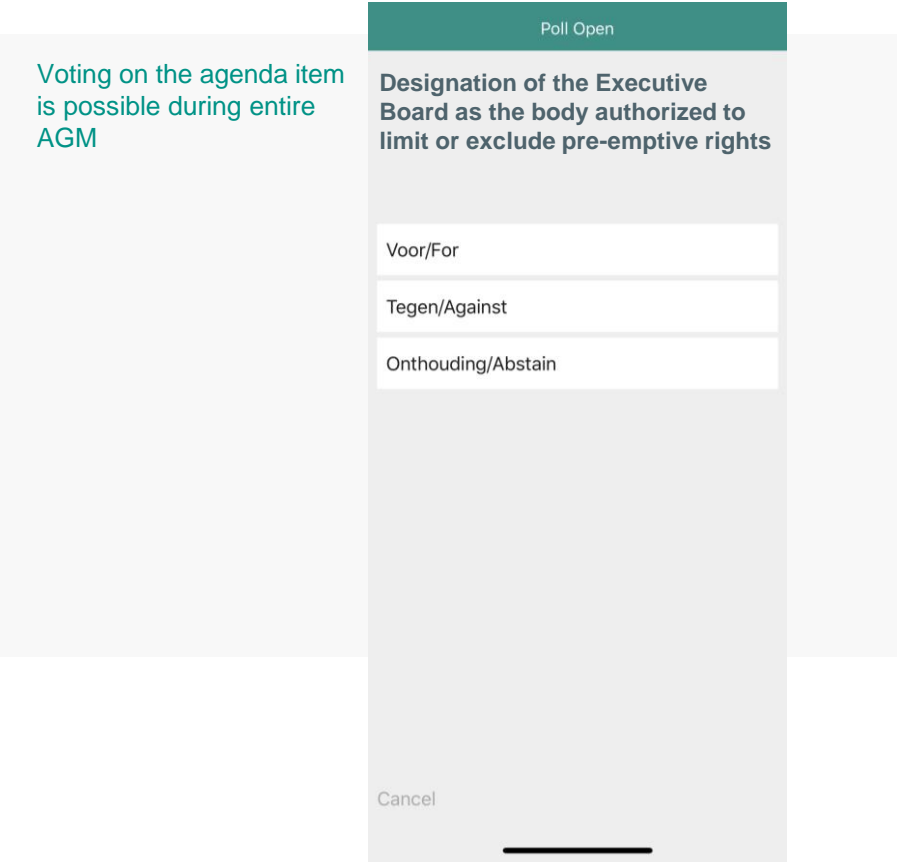 Voting on the agenda item
is possible during entire
AGM
Poll Open
Designation of the Executive
Board as the body authorized to
limit or exclude pre-emptive rights
Voor/For
Tegen/Against
Onthouding/Abstain
Cancel